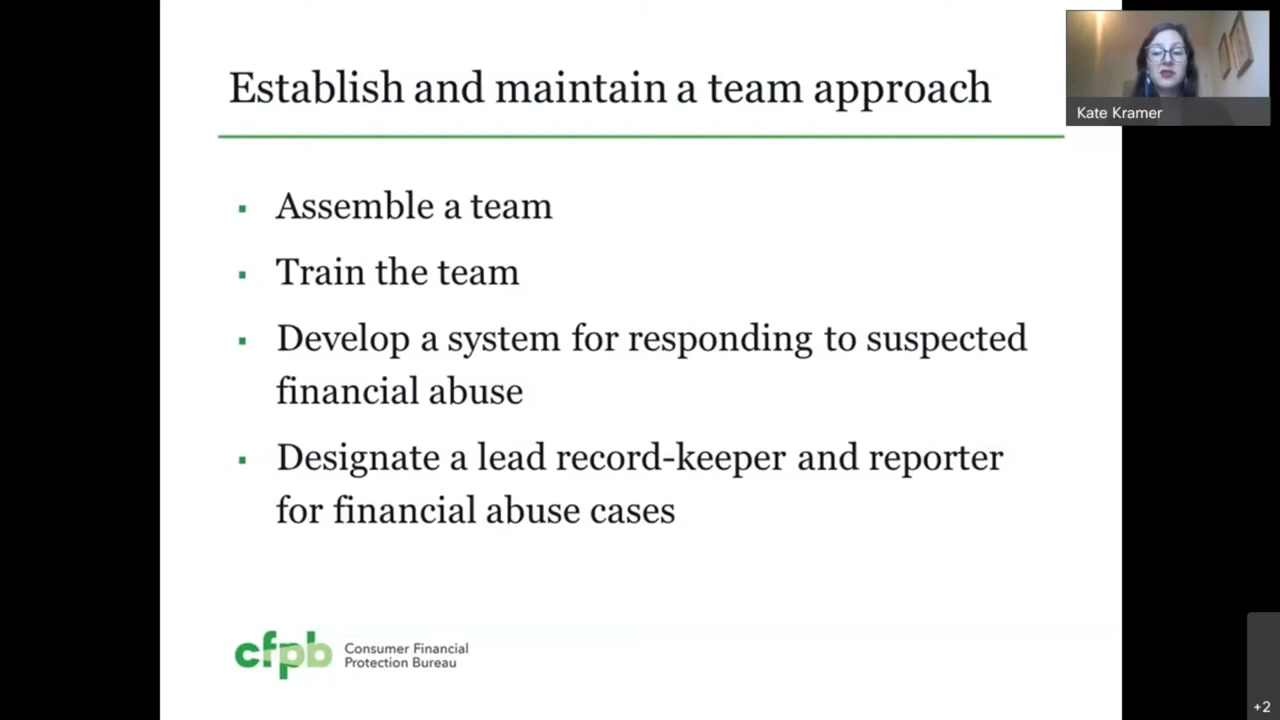 Establish and maintain a team approach
Kate Kramer
▪ Assemble a team
▪ Train the team
▪ Develop a system for responding to suspected
financial abuse
▪ Designate a lead record-keeper and reporter
for financial abuse cases
cfpb
Consumer Financial
Protection Bureau
+2